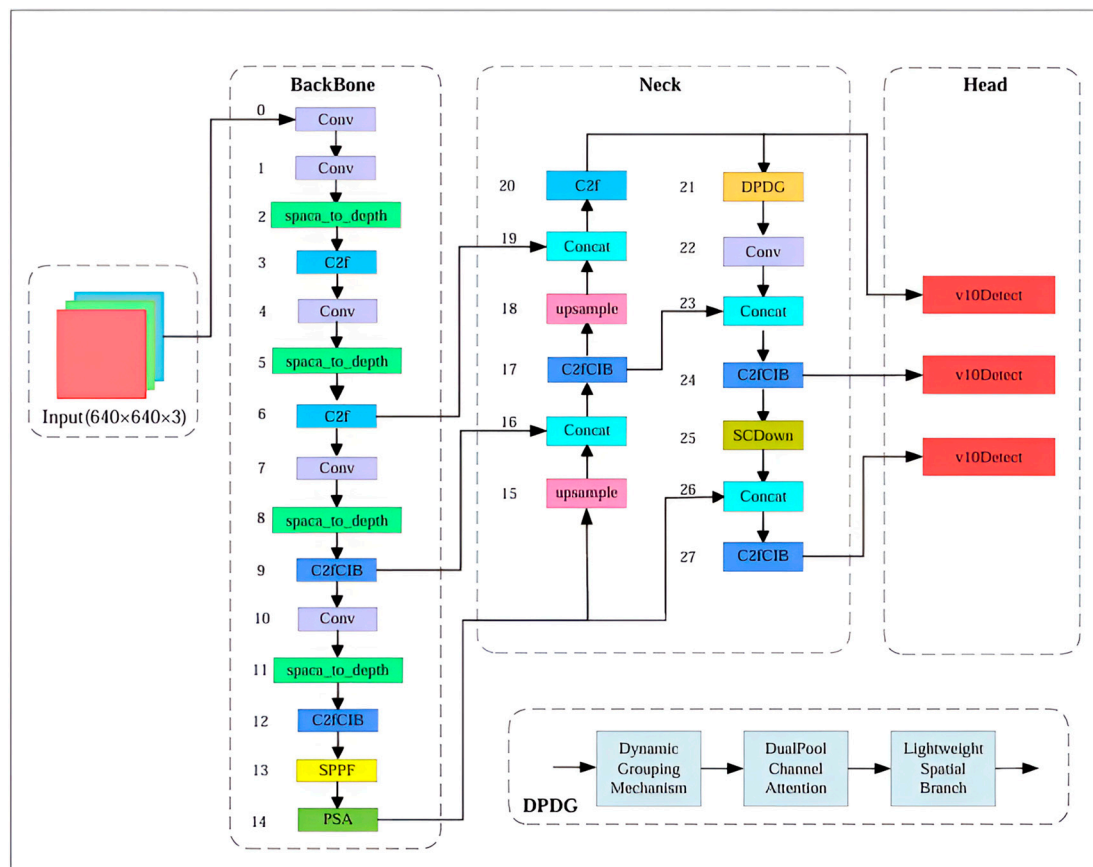 BackBone
0
Conv
1
Conv
2
spaca_to_depth
3
C2f
4
Conv
5
spaca_to_depth
6
C2f
7
Conv
8
spaca_to_depth
9
C2fCIB
10
Conv
11
spaca_to_depth
12
C2fCIB
13
SPPF
14
PSA
Input(640×640×3)
Neck
20
C2f
19
Concat
18
upsample
17
C2fCIB
16
Concat
15
upsample
21
DPDG
22
Conv
23
Concat
24
C2fCIB
25
SCDown
26
Concat
27
C2fCIB
Head
v10Detect
v10Detect
v10Detect
DPDG
Dynamic
Grouping
Mechanism
DualPool
Channel
Attention
Lightweight
Spatial
Branch